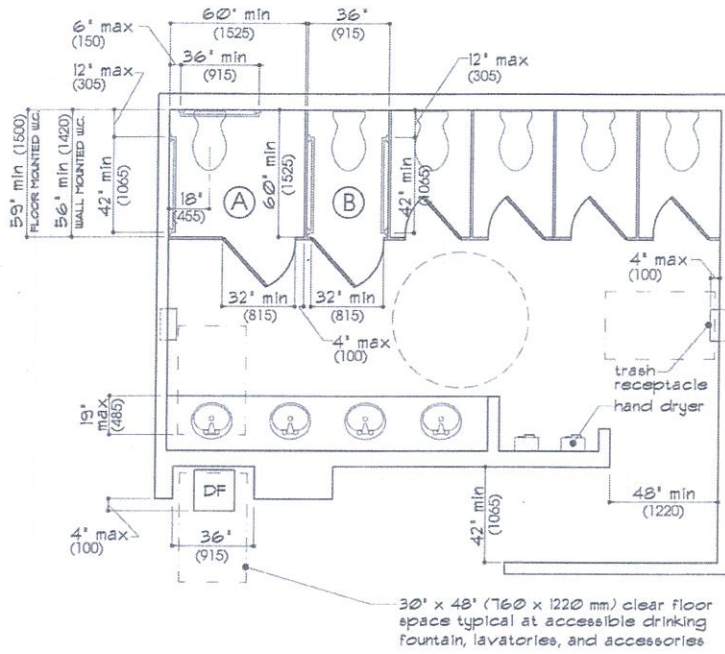 60" min
(1525)
36"
(915)
6" max
(150)
36" min
(915)
12" max
(305)
12" max
(305)
59" min (1500)
FLOOR MOUNTED W.C.
56" min (1420)
WALL MOUNTED W.C.
42" min
(1065)
18"
(455)
A
60" min
(1525)
B
42" min
(1065)
32" min
(815)
32" min
(815)
4" max
(100)
4" max
(100)
trash
receptacle
hand dryer
19"
max
(485)
DF
4" max
(100)
36"
(915)
42" min
(1065)
48" min
(1220)
30" x 48" (760 x 1220 mm) clear floor
space typical at accessible drinking
fountain, lavatories, and accessories